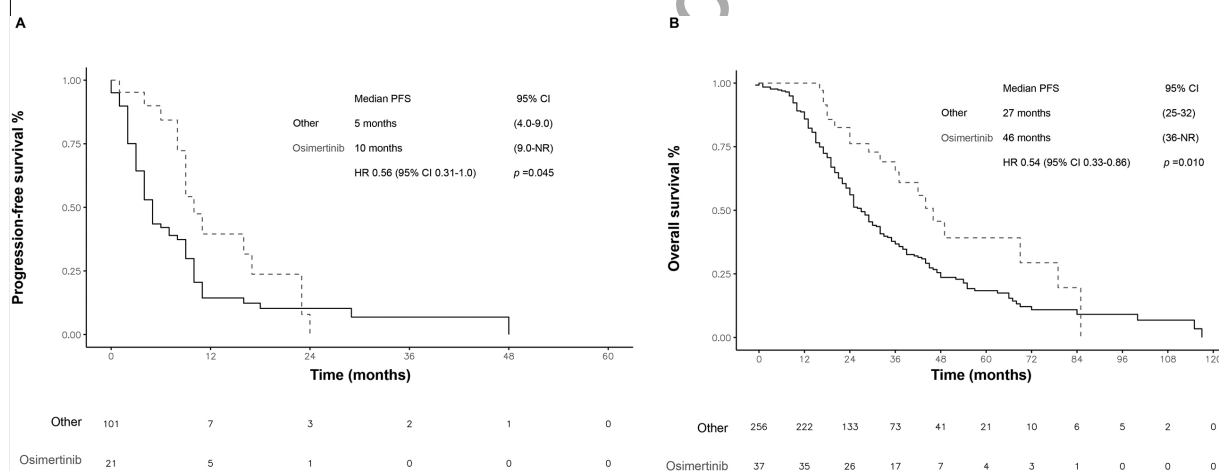 A
Progression-free survival %
1.00
0.75
0.50
0.25
0.00
Median PFS 95% CI
Other 5 months (4.0-9.0)
Osimertinib 10 months (9.0-NR)
HR 0.56 (95% CI 0.31-1.0) p =0.045
0 12 24 36 48 60
Time (months)
Other 101 7 3 2 1 0
Osimertinib 21 5 1 0 0 0
B
Overall survival %
1.00
0.75
0.50
0.25
0.00
Median PFS 95% CI
Other 27 months (25-32)
Osimertinib 46 months (36-NR)
HR 0.54 (95% CI 0.33-0.86) p =0.010
0 12 24 36 48 60 72 84 96 108 120
Time (months)
Other 256 222 133 73 41 21 10 6 5 2 0
Osimertinib 37 35 26 17 7 4 3 1 0 0 0